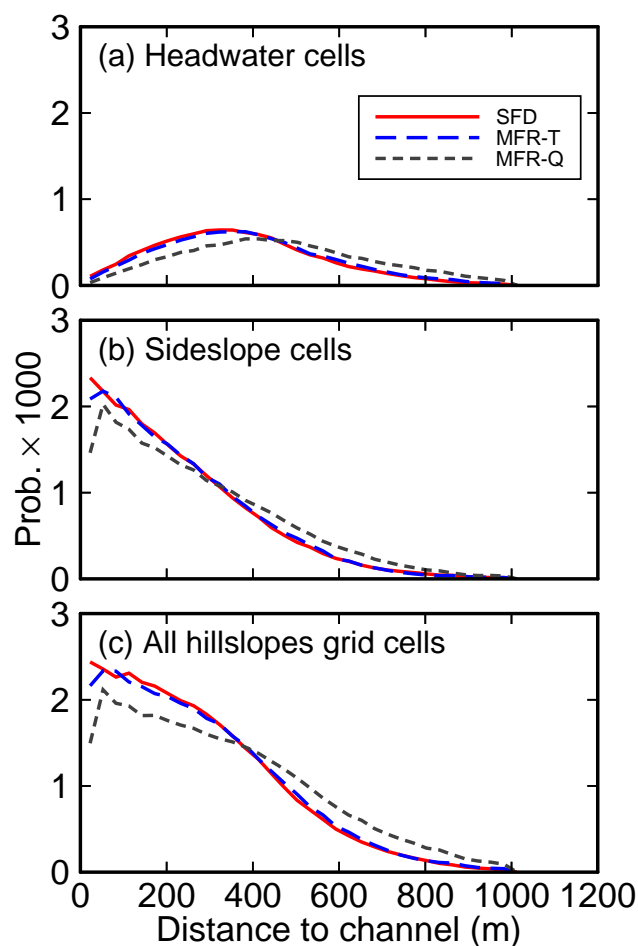 3
(a) Headwater cells
SFD
MFR-T
MFR-Q
2
1
0
3
(b) Sideslope cells
2
1
0
3
(c) All hillslopes grid cells
2
1
0
Prob. × 1000
0 200 400 600 800 1000 1200
Distance to channel (m)